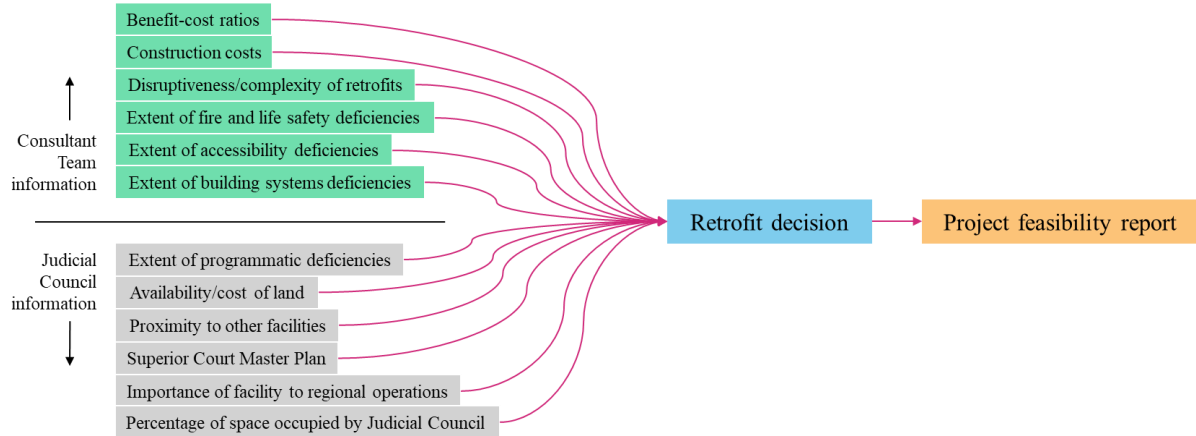 Benefit-cost ratios
Construction costs
Disruptiveness/complexity of retrofits
Extent of fire and life safety deficiencies
Extent of accessibility deficiencies
Extent of building systems deficiencies
Consultant
Team
information
Judicial
Council
information
Extent of programmatic deficiencies
Availability/cost of land
Proximity to other facilities
Superior Court Master Plan
Importance of facility to regional operations
Percentage of space occupied by Judicial Council
Retrofit decision
Project feasibility report